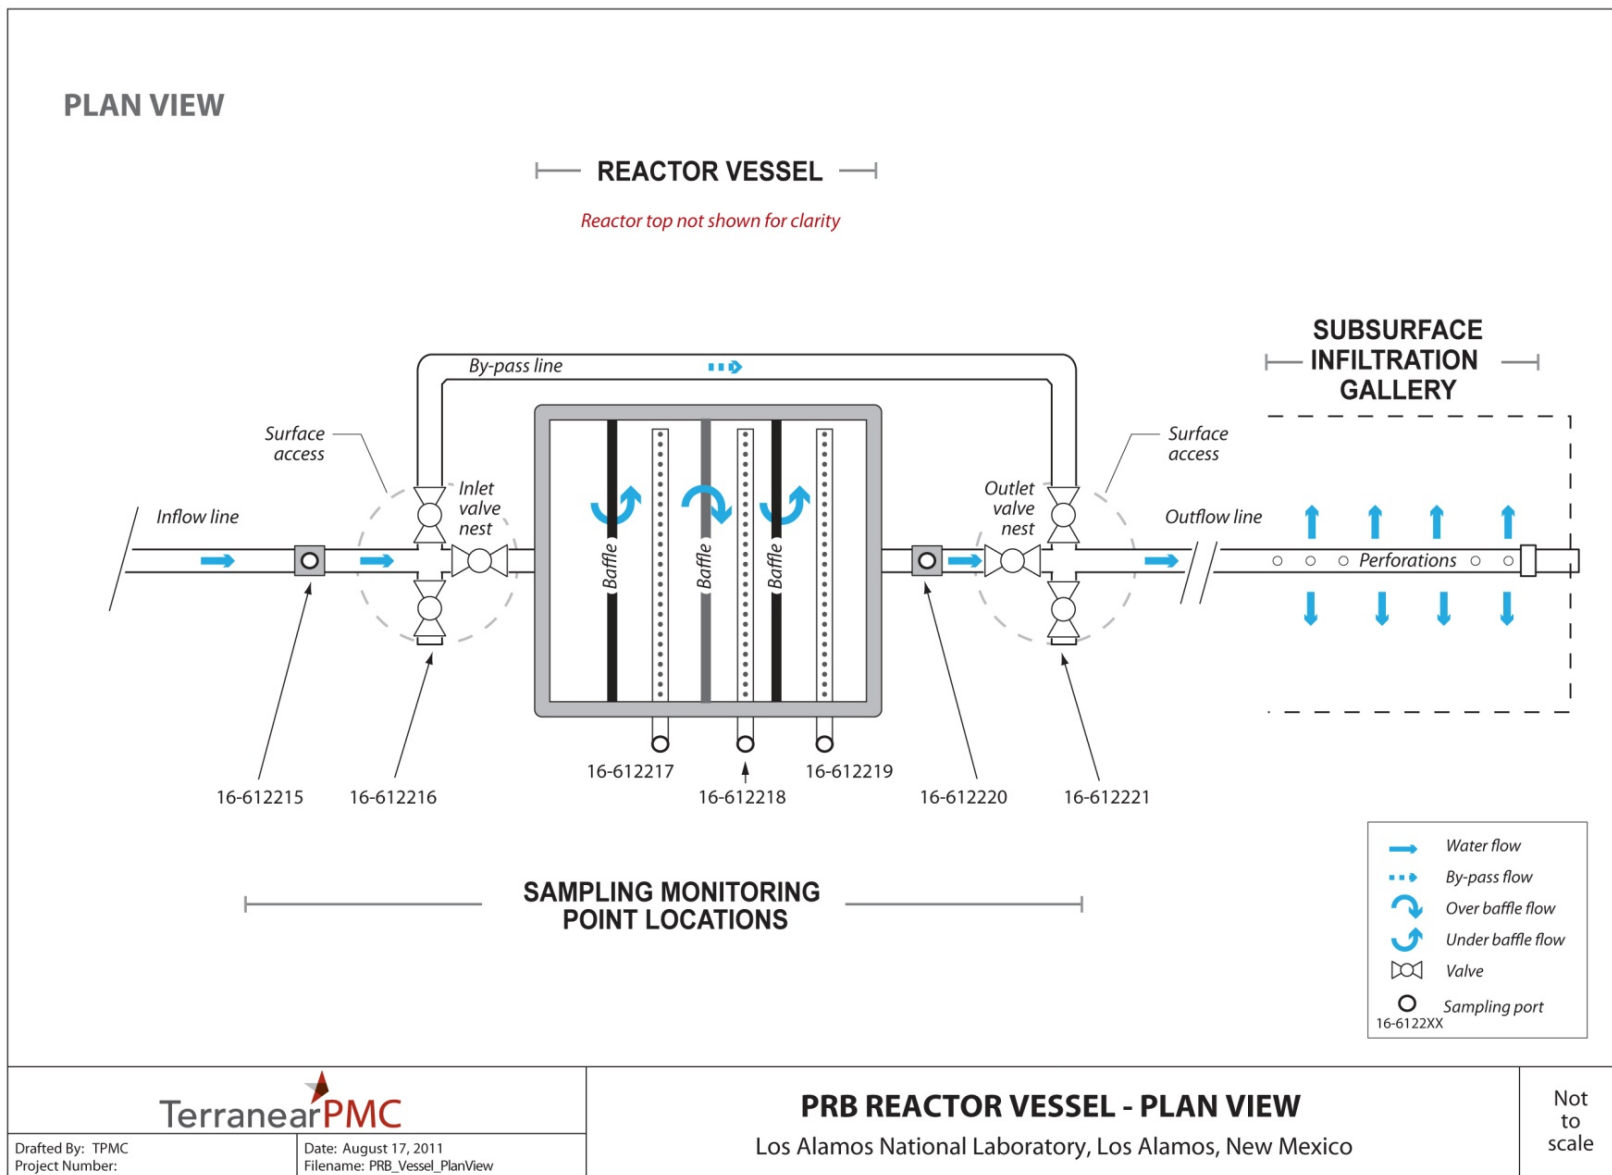 PLAN VIEW
REACTOR VESSEL
Reactor top not shown for clarity
SUBSURFACE
INFILTRATION
GALLERY
By-pass line
Surface
access
Surface
access
Inlet
valve
nest
Outlet
valve
nest
Inflow line
Outflow line
Baffle
Baffle
Baffle
Perforations
16-612217
16-612219
16-612215
16-612216
16-612218
16-612220
16-612221
SAMPLING MONITORING
POINT LOCATIONS
Water flow
By-pass flow
Over baffle flow
Under baffle flow
Valve
Sampling port
16-6122XX
TerranearPMC
Drafted By: TPMC
Project Number:
Date: August 17, 2011
Filename: PRB_Vessel_PlanView
PRB REACTOR VESSEL - PLAN VIEW
Los Alamos National Laboratory, Los Alamos, New Mexico
Not
to
scale